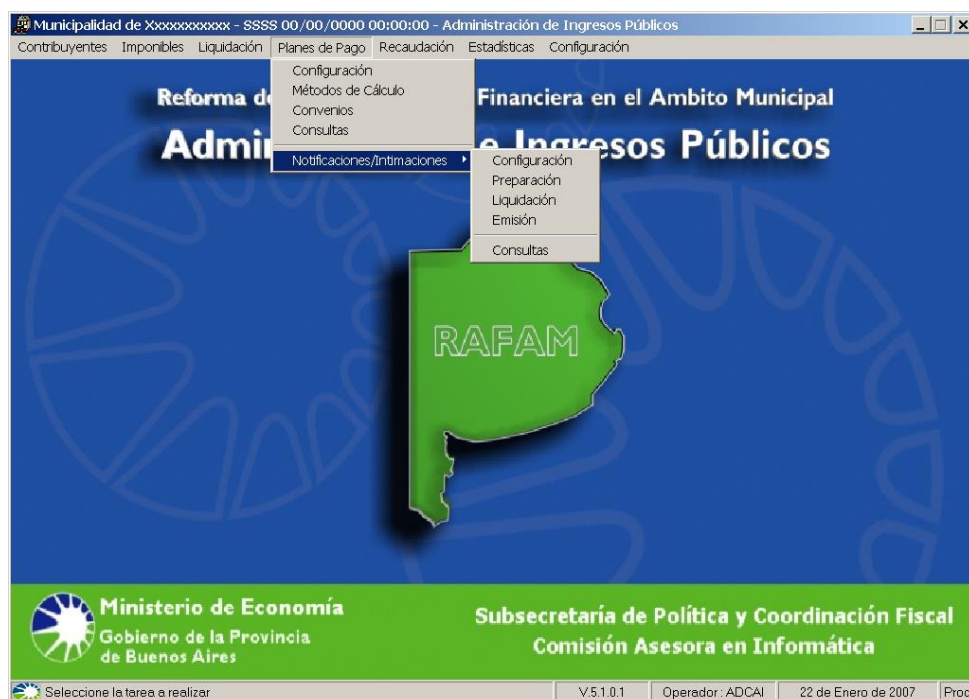 Municipalidad de Xxxxxxxxxxx - SSSS 00/00/0000 00:00:00 - Administración de Ingresos Públicos
Contribuyentes Imponibles Liquidación Planes de Pago Recaudación Estadísticas Configuración
Configuración
Métodos de Cálculo
Convenios
Consultas
Notificaciones/Intimaciones
Configuración
Preparación
Liquidación
Emisión
Consultas
Reforma Financiera en el Ambito Municipal
Ingresos Públicos
RAFAM
Ministerio de Economía
Gobierno de la Provincia
de Buenos Aires
Subsecretaría de Política y Coordinación Fiscal
Comisión Asesora en Informática
Seleccione la tarea a realizar V.5.1.0.1 Operador : ADCAI 22 de Enero de 2007